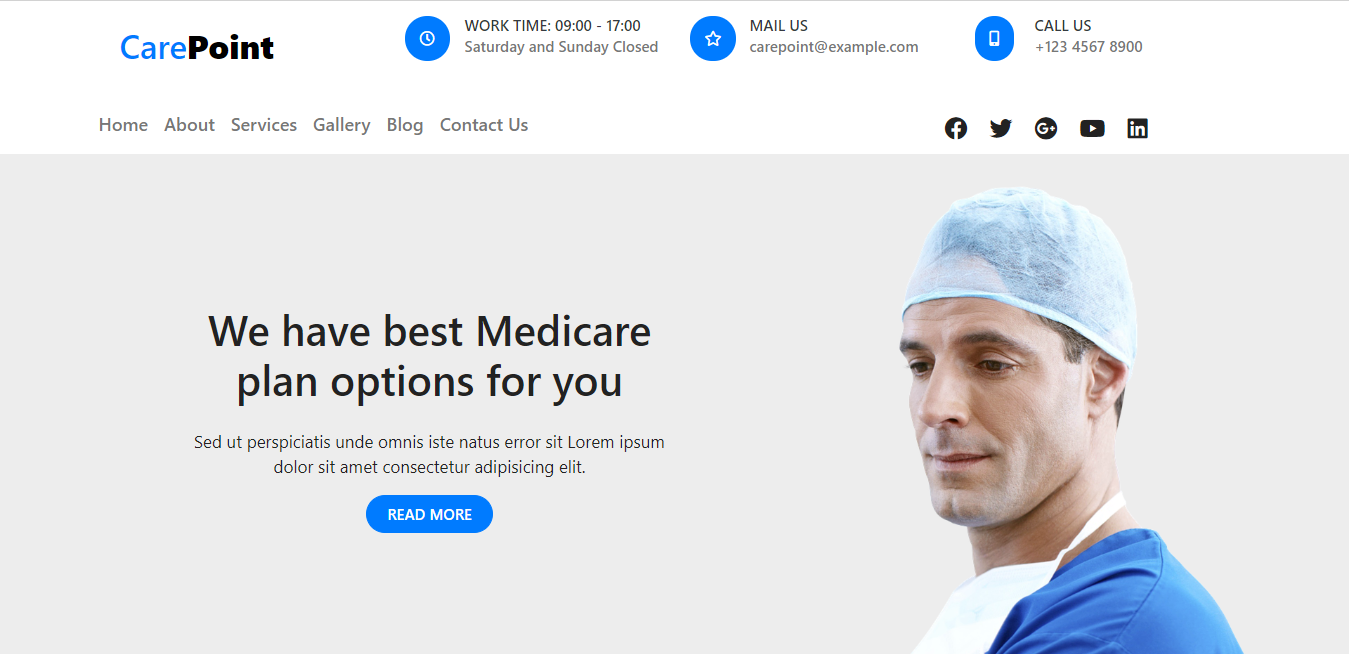 CarePoint
WORK TIME: 09:00 - 17:00
Saturday and Sunday Closed
MAIL US
carepoint@example.com
CALL US
+123 4567 8900
Home About Services Gallery Blog Contact Us
We have best Medicare
plan options for you
Sed ut perspiciatis unde omnis iste natus error sit Lorem ipsum
dolor sit amet consectetur adipisicing elit.
READ MORE